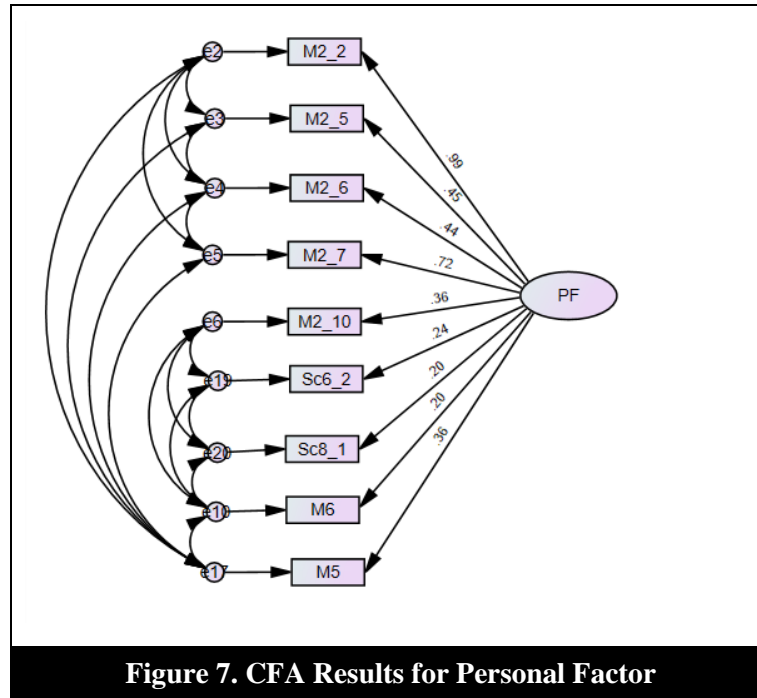 e2 M2_2
.99
e3 M2_5
.45
e4 M2_6
.44
e5 M2_7
.72
PF
e6 M2_10
.36
e19 Sc6_2
.24
e20 Sc8_1
.20
e10 M6
.20
e17 M5
.36
Figure 7. CFA Results for Personal Factor